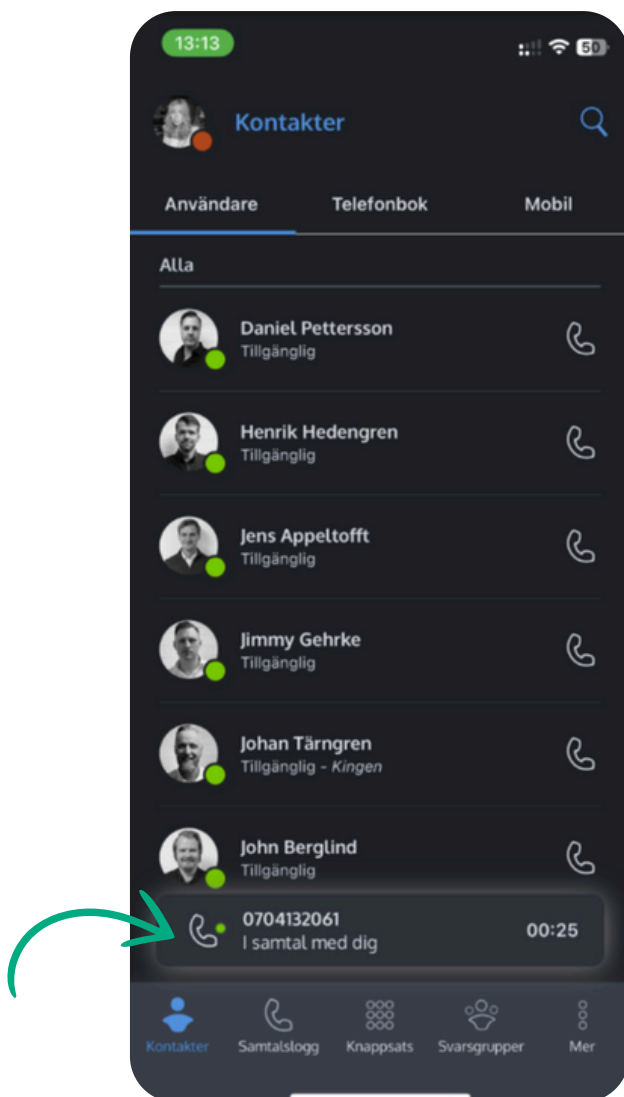 13:13
50
Kontakter
Användare Telefonbok Mobil
Alla
Daniel Pettersson
Tillgänglig
Henrik Hedengren
Tillgänglig
Jens Appeltofft
Tillgänglig
Jimmy Gehrke
Tillgänglig
Johan Tärngren
Tillgänglig - Kingen
John Berglind
Tillgänglig
0704132061
I samtal med dig
00:25
Kontakter Samtalslogg Knappsats Svarsgrupper Mer